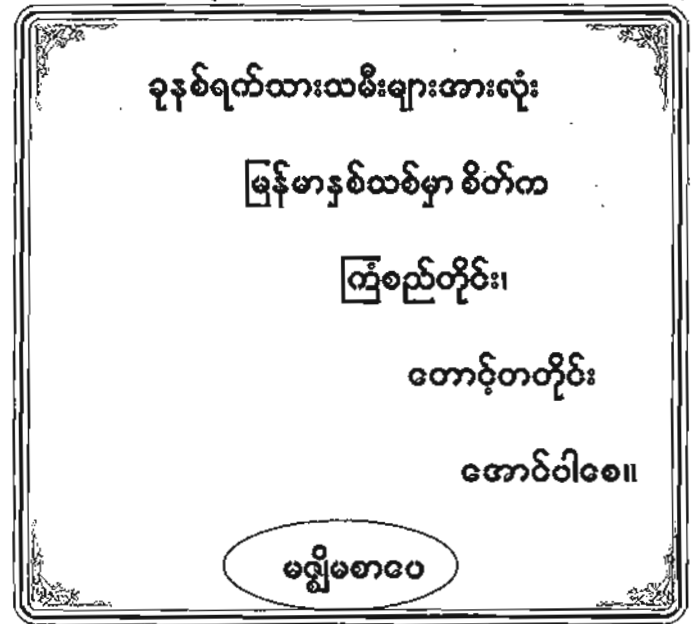 ခုနစ်ရက်သားသမီးများအားလုံး
မြန်မာနှစ်သစ်မှာ စိတ်က
ကြံစည်တိုင်း၊
တောင့်တတိုင်း
အောင်ပါစေ။
မဇ္ဈိမစာပေ